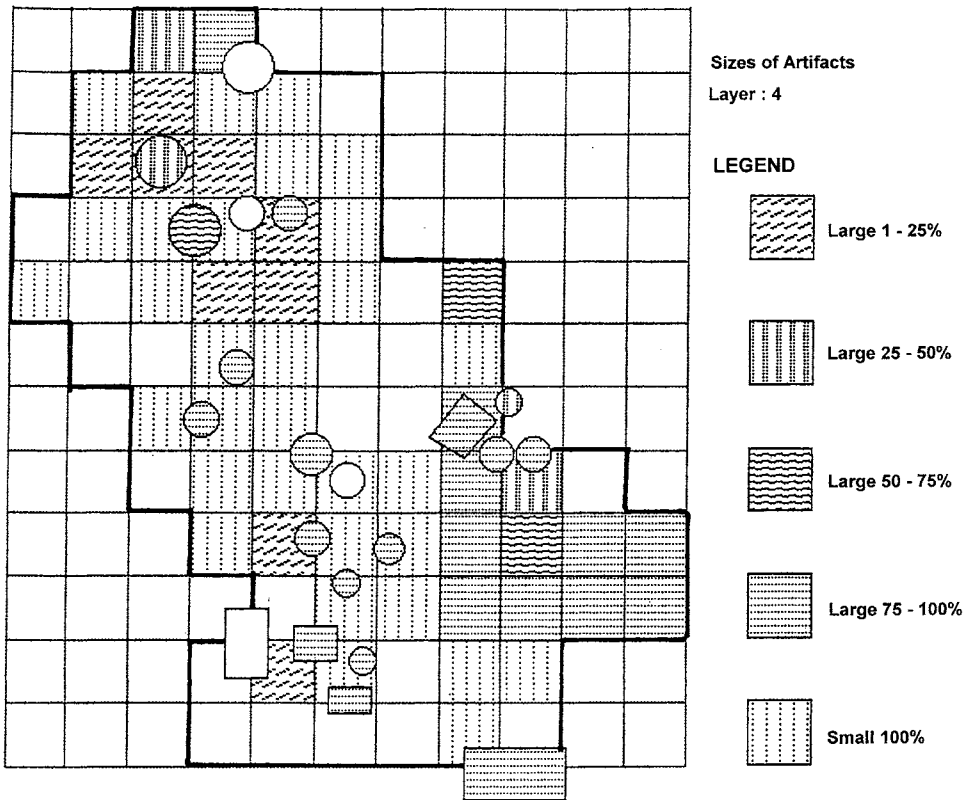 Sizes of Artifacts
Layer : 4
LEGEND
Large 1 - 25%
Large 25 - 50%
Large 50 - 75%
Large 75 - 100%
Small 100%